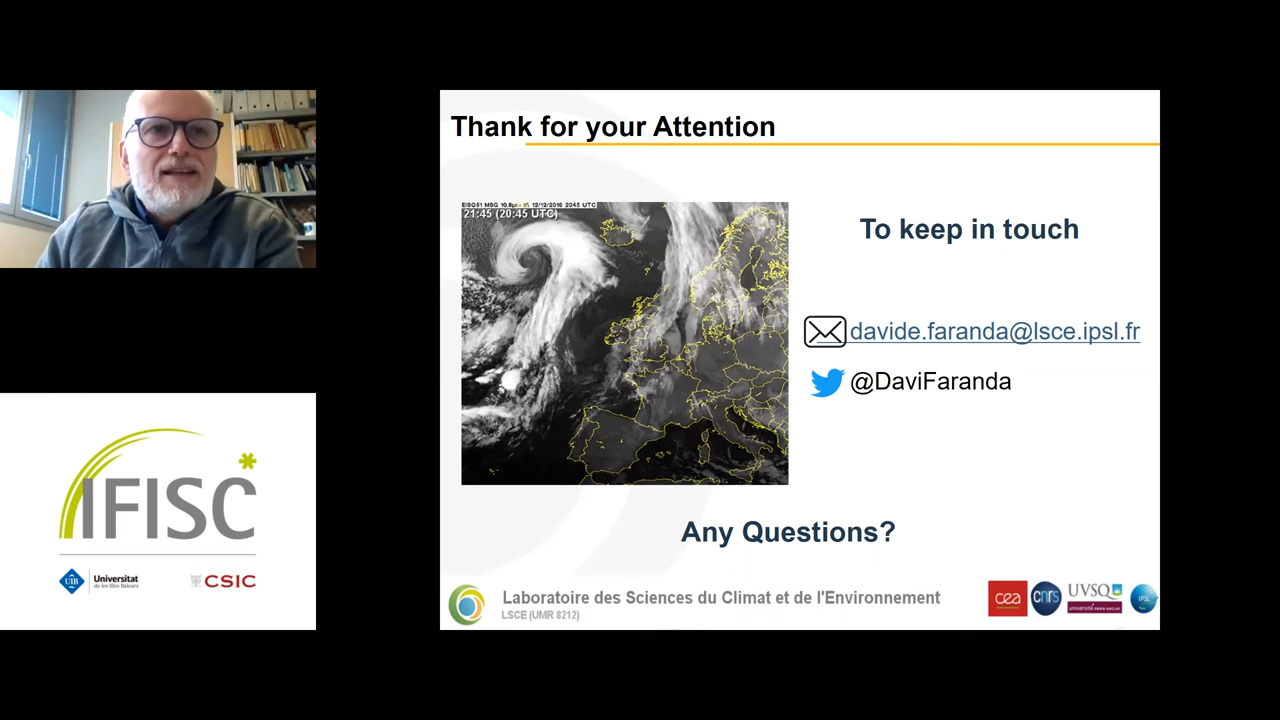 Thank for your Attention
EISQ51 MSG 10.8µm 12/12/2016 2045 UTC
21:45 (20:45 UTC)
To keep in touch
davide.faranda@lsce.ipsl.fr
@DaviFaranda
Any Questions?
IFISC
UIB
Universitat
de les Illes Balears
CSIC
Laboratoire des Sciences du Climat et de l'Environnement
LSCE (UMR 8212)
cea
cnrs
UVSQ
université PARIS-SACLAY
IPSL